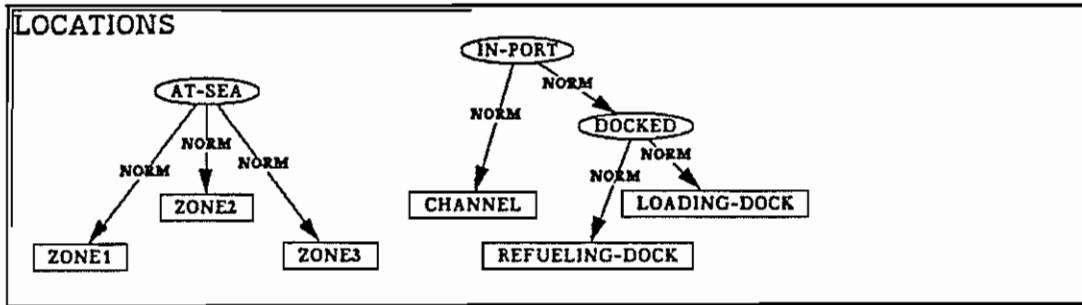 LOCATIONS
IN-PORT
AT-SEA
NORM
NORM
DOCKED
NORM
NORM
NORM
NORM
NORM
NORM
ZONE2
CHANNEL
LOADING-DOCK
ZONE1
ZONE3
REFUELING-DOCK